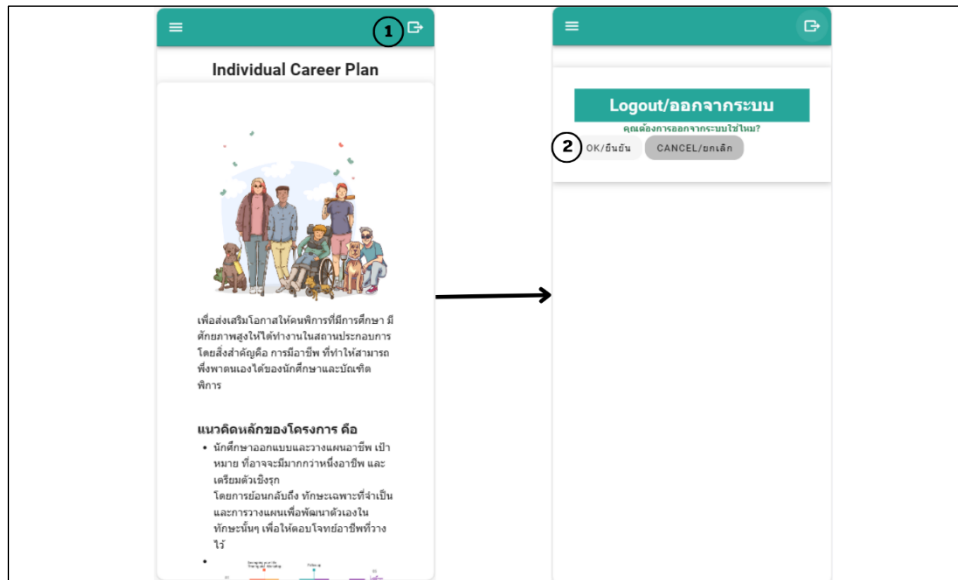 1
Individual Career Plan
เพื่อส่งเสริมโอกาสให้คนพิการที่มีการศึกษา มี
ศักยภาพสูงให้ได้ทำงานในสถานประกอบการ
โดยสิ่งสำคัญคือ การมีอาชีพ ที่ทำให้สามารถ
พึ่งพาตนเองได้ของนักศึกษาและบัณฑิต
พิการ
แนวคิดหลักของโครงการ คือ
• นักศึกษาออกแบบและวางแผนอาชีพ เป้า
หมาย ที่อาจจะมีมากกว่าหนึ่งอาชีพ และ
เตรียมตัวเชิงรุก
โดยการย้อนกลับถึง ทักษะเฉพาะที่จำเป็น
และการวางแผนเพื่อพัฒนาตัวเองใน
ทักษะนั้นๆ เพื่อให้ตอบโจทย์อาชีพที่วาง
ไว้
•
Logout/ออกจากระบบ
คุณต้องการออกจากระบบใช่ไหม?
2
OK/ยืนยัน
CANCEL/ยกเลิก